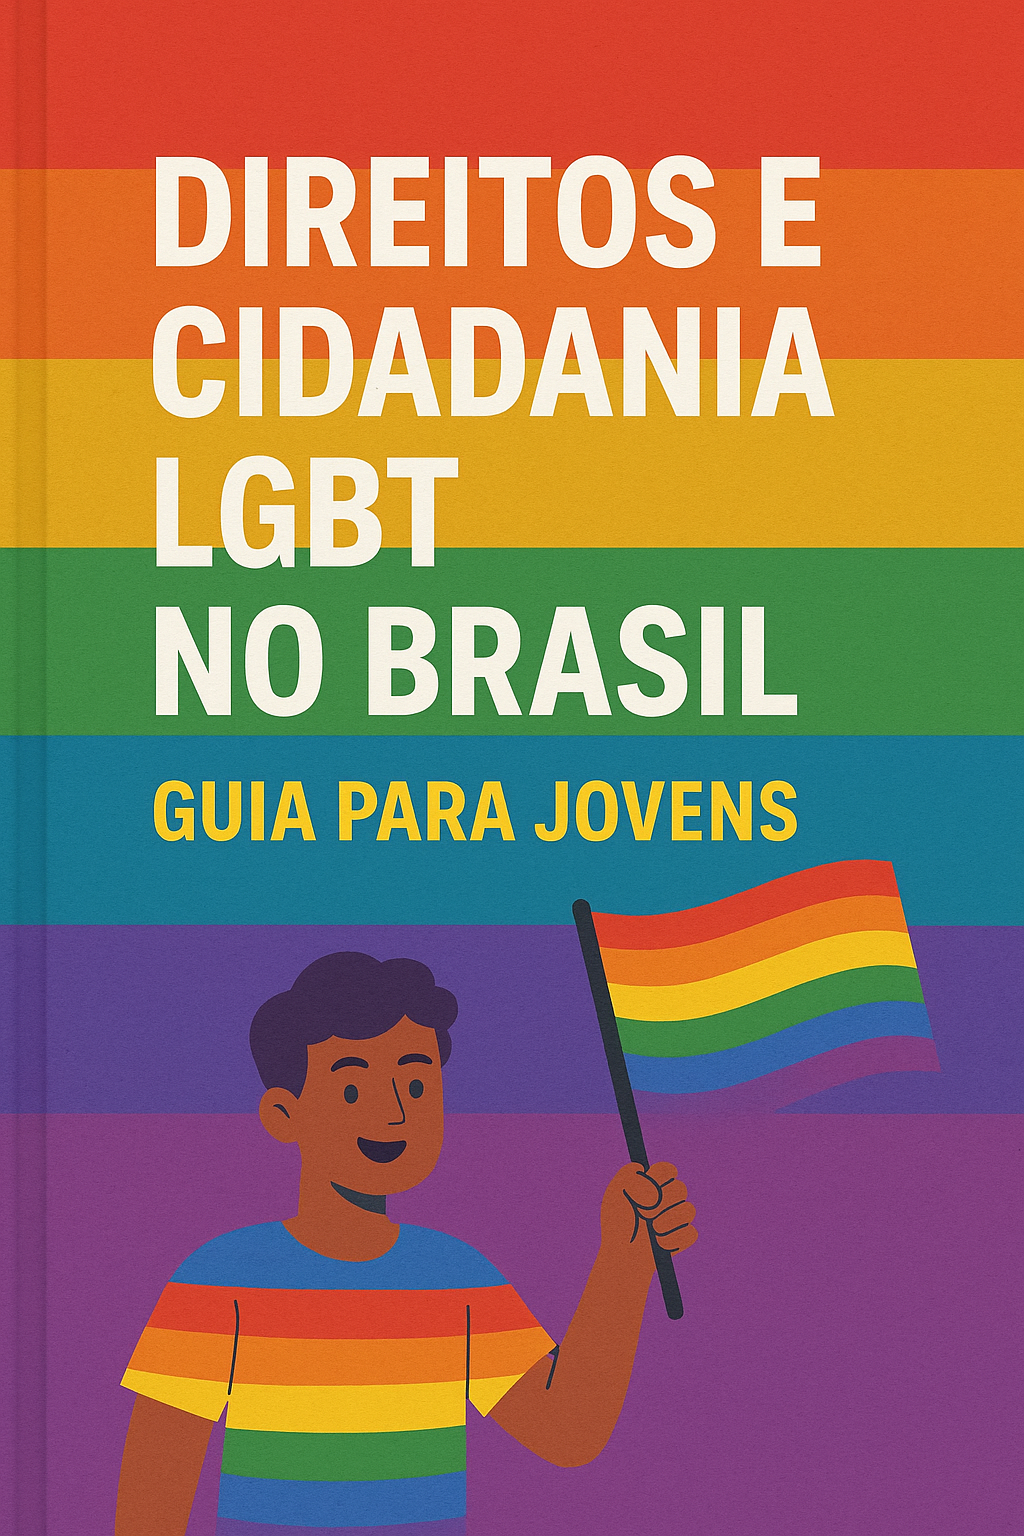 DIREITOS E
CIDADANIA
LGBT
NO BRASIL
GUIA PARA JOVENS